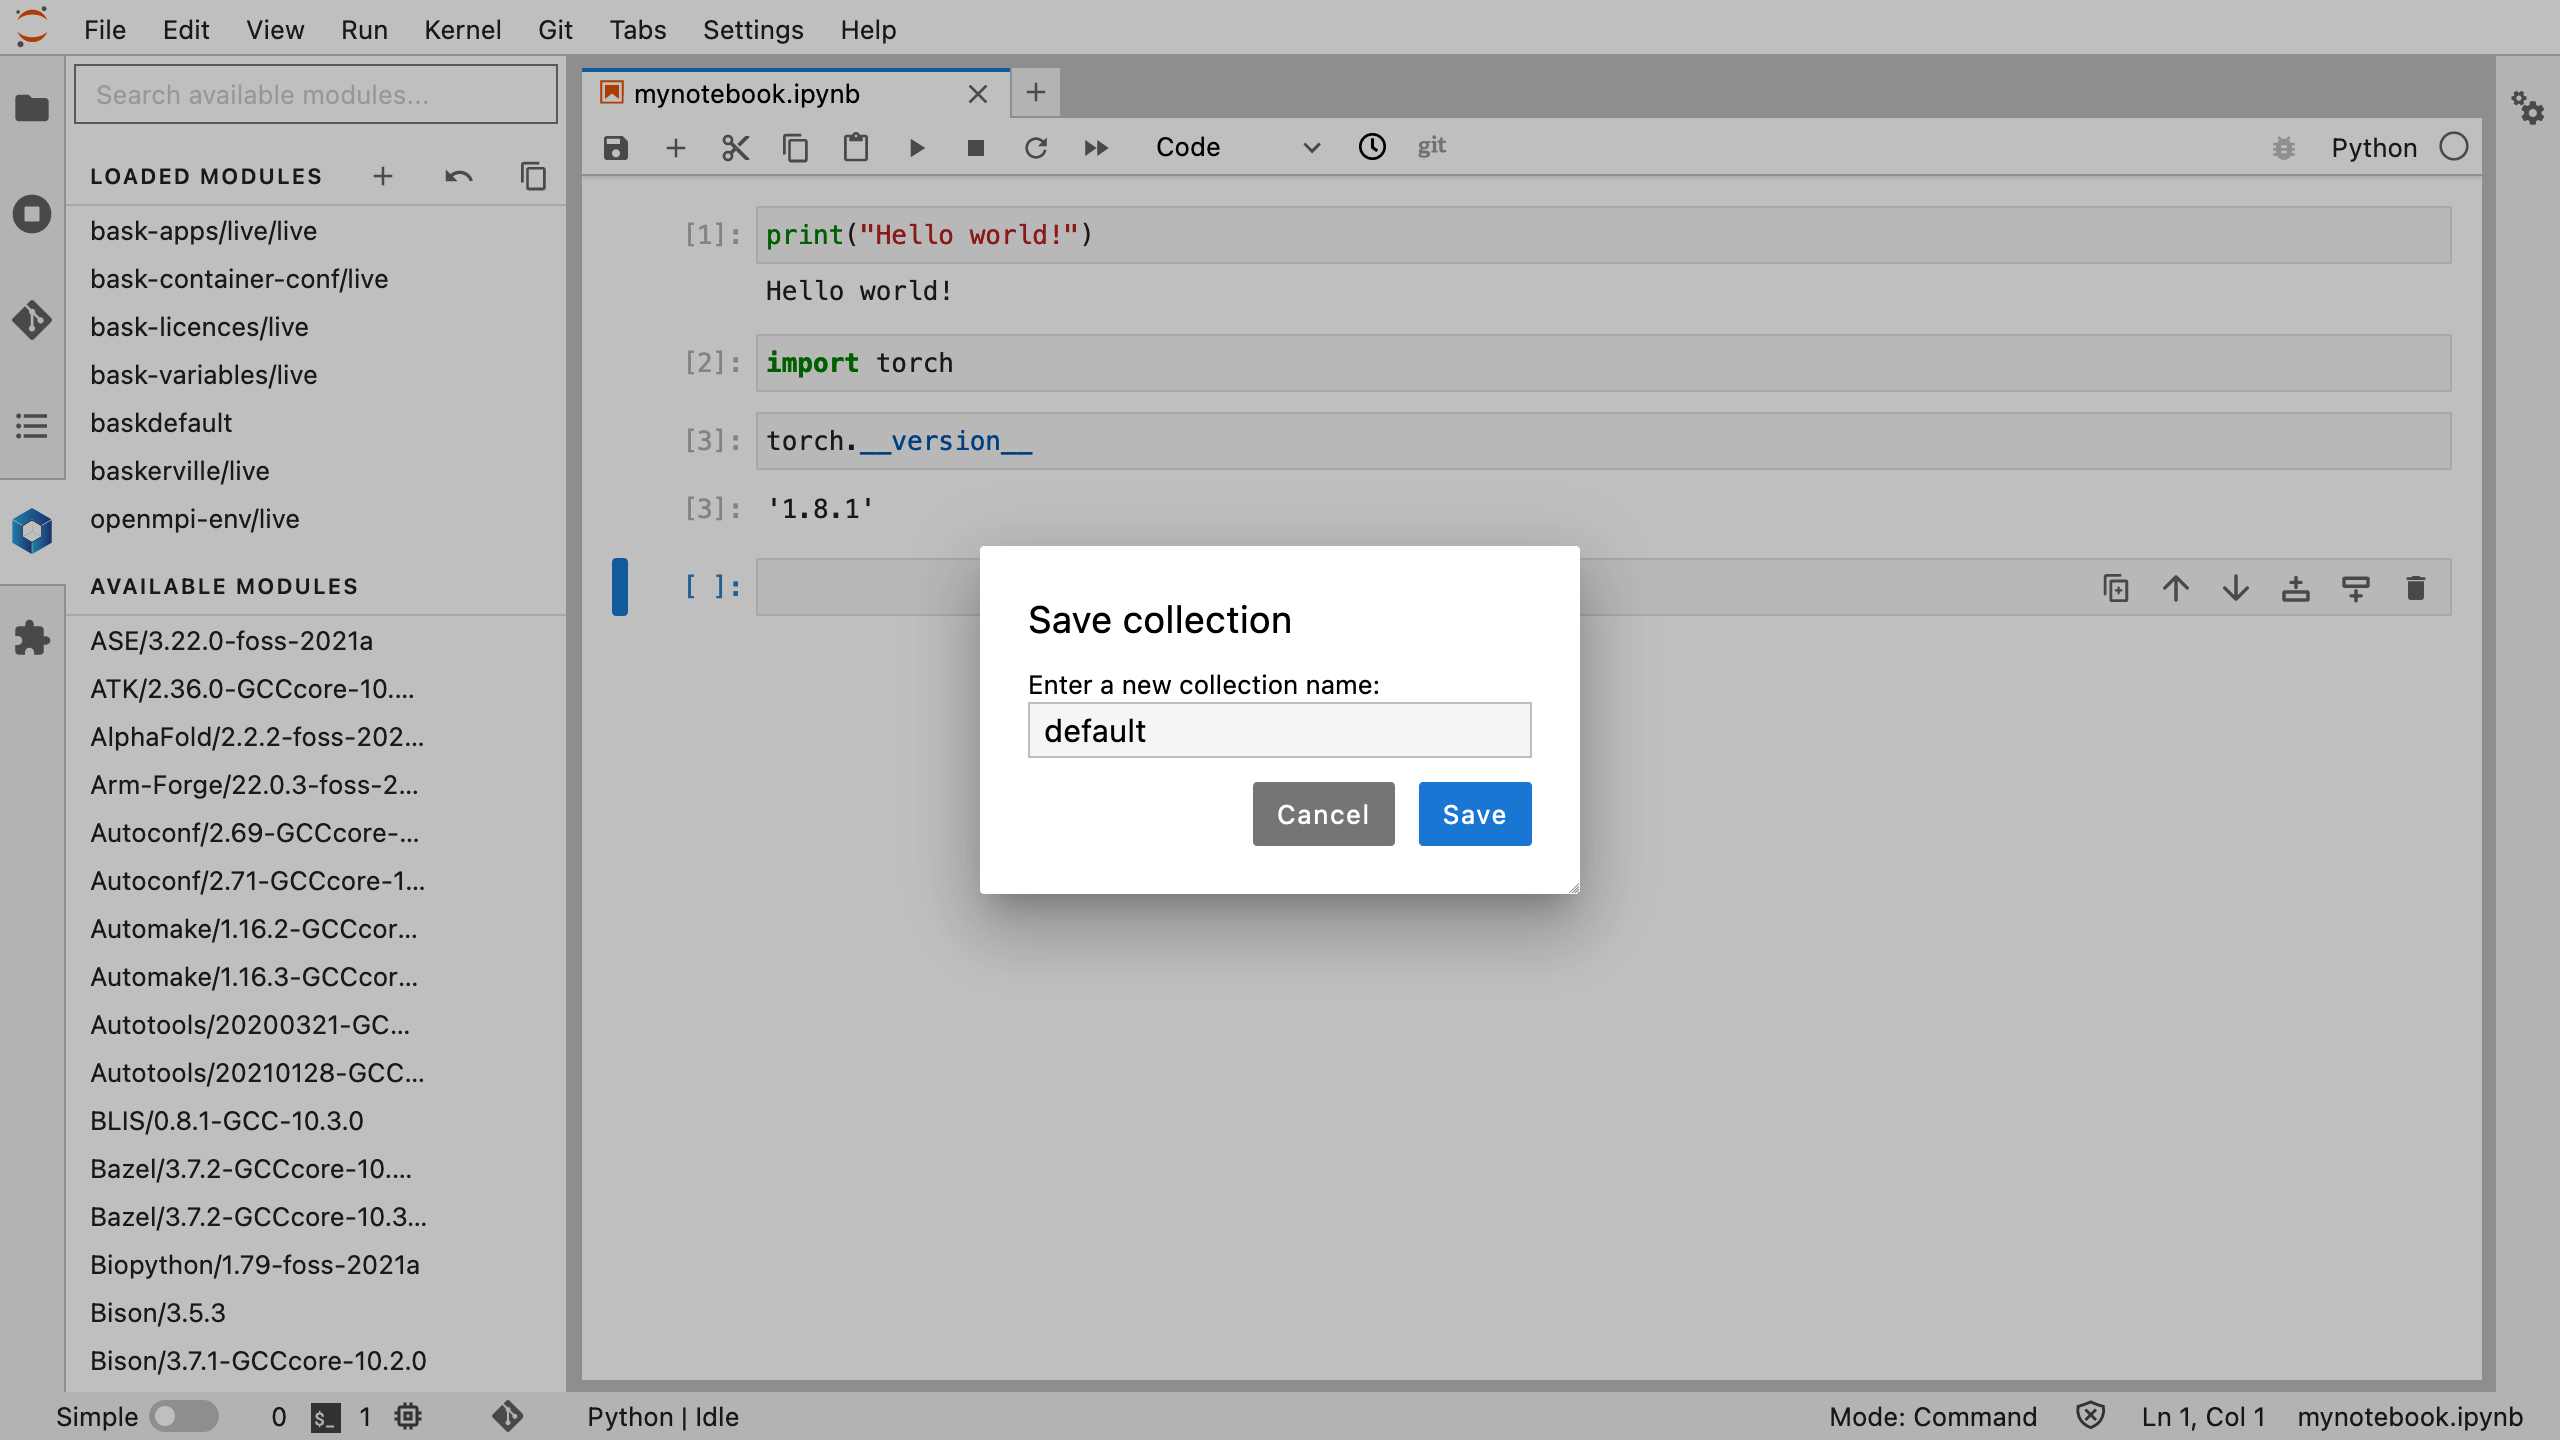 File Edit View Run Kernel Git Tabs Settings Help
Search available modules...
LOADED MODULES
bask-apps/live/live
bask-container-conf/live
bask-licences/live
bask-variables/live
baskdefault
baskerville/live
openmpi-env/live
AVAILABLE MODULES
ASE/3.22.0-foss-2021a
ATK/2.36.0-GCCcore-10....
AlphaFold/2.2.2-foss-202...
Arm-Forge/22.0.3-foss-2...
Autoconf/2.69-GCCcore-...
Autoconf/2.71-GCCcore-1...
Automake/1.16.2-GCCcor...
Automake/1.16.3-GCCcor...
Autotools/20200321-GC...
Autotools/20210128-GCC...
BLIS/0.8.1-GCC-10.3.0
Bazel/3.7.2-GCCcore-10....
Bazel/3.7.2-GCCcore-10.3...
Biopython/1.79-foss-2021a
Bison/3.5.3
Bison/3.7.1-GCCcore-10.2.0
mynotebook.ipynb
Code git Python
[1]: print("Hello world!")
Hello world!
[2]: import torch
[3]: torch.__version__
[3]: '1.8.1'
[ ]:
Save collection
Enter a new collection name:
default
Cancel Save
Simple 0 $_ 1 Python | Idle Mode: Command Ln 1, Col 1 mynotebook.ipynb